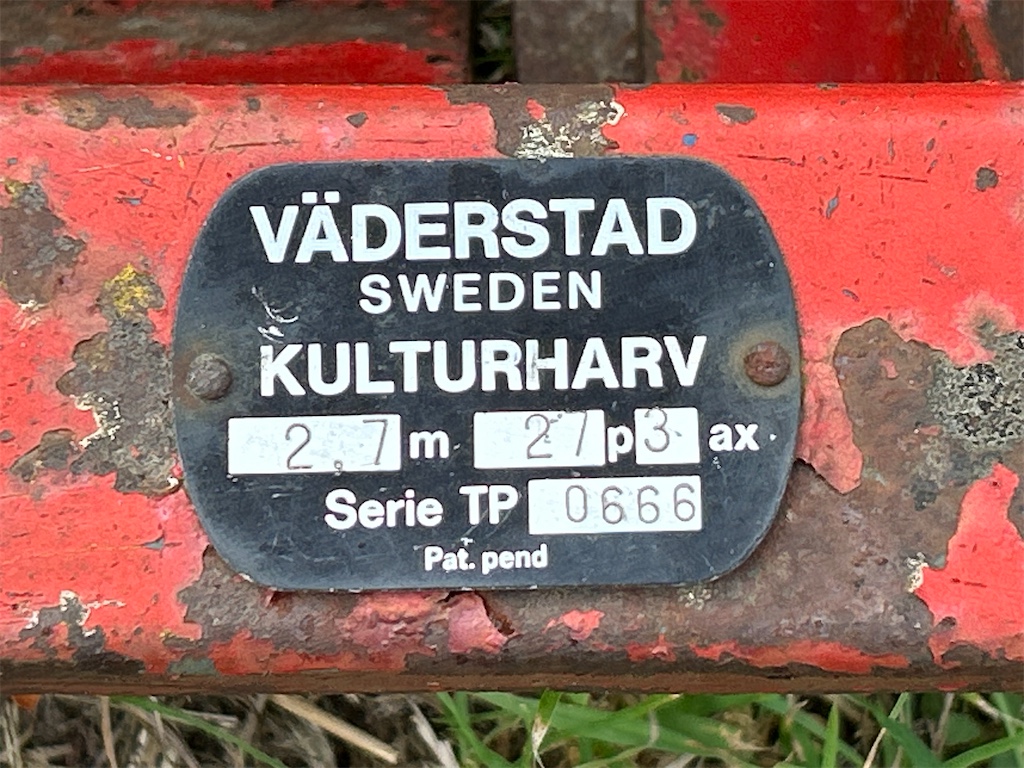 VÄDERSTAD
SWEDEN
KULTURHARV
2,7 m 27 p 3 ax
Serie TP 0666
Pat. pend